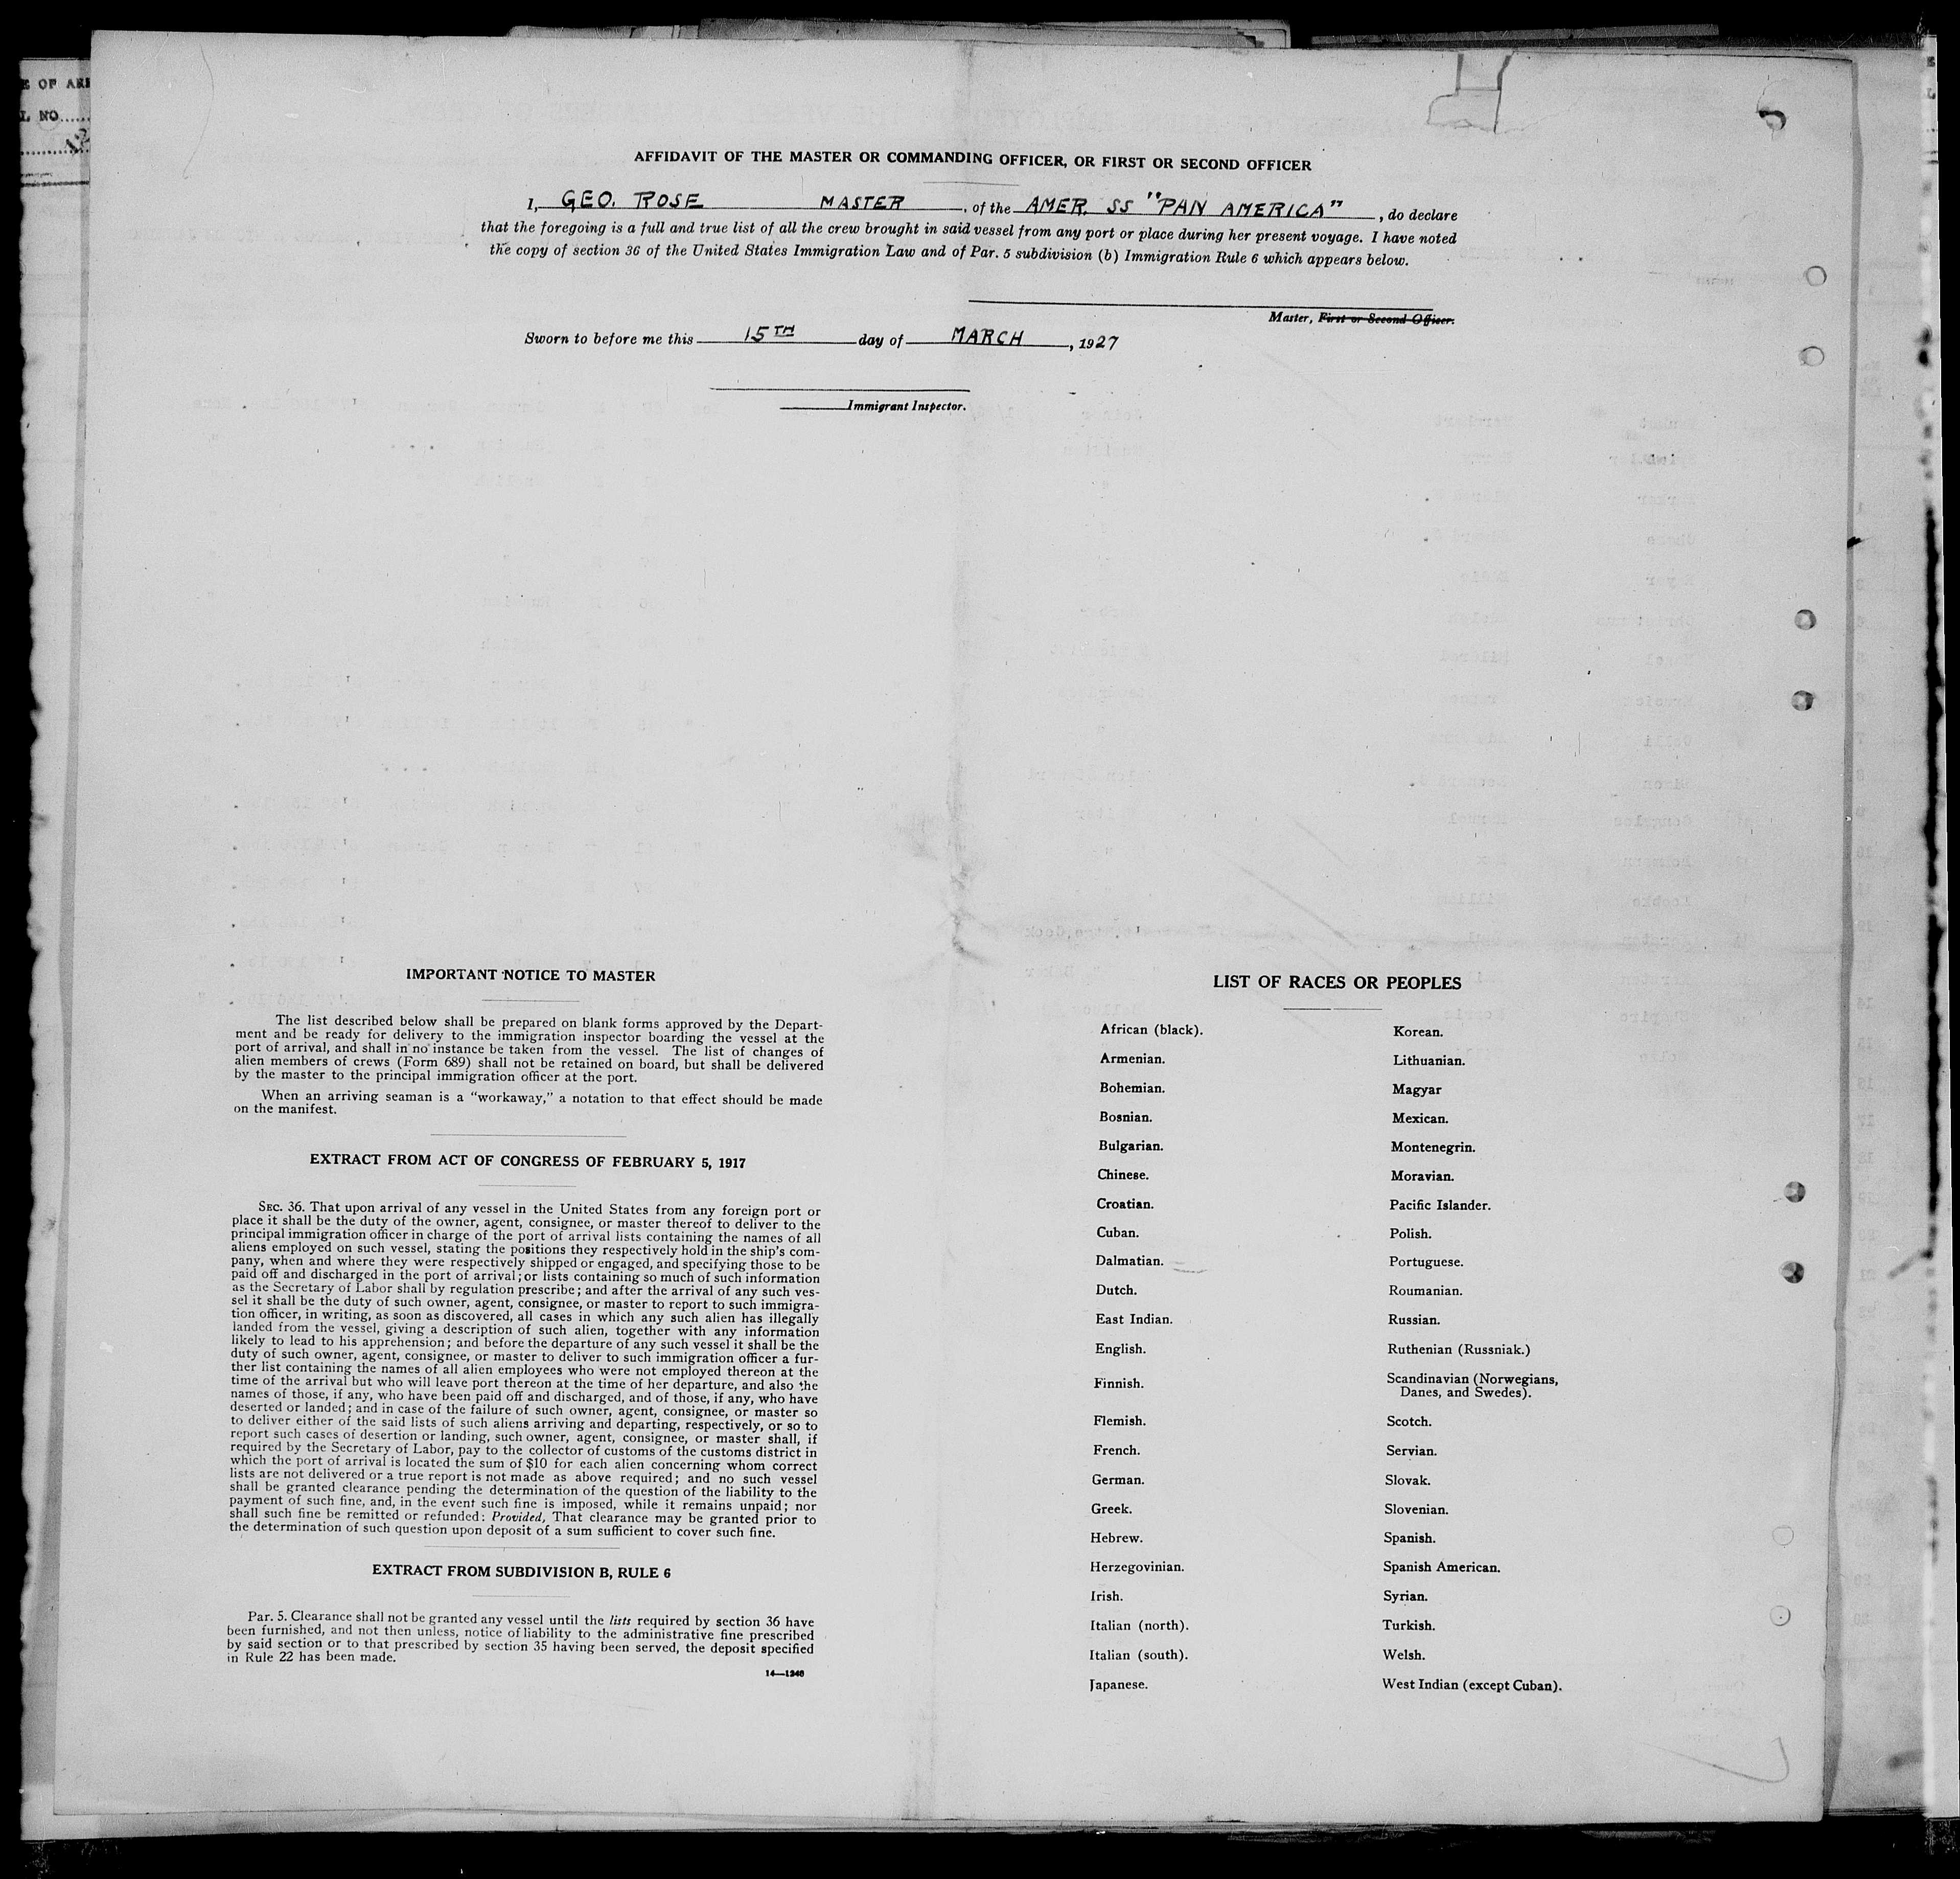 E OF ARR
L NO.....
AFFIDAVIT OF THE MASTER OR COMMANDING OFFICER, OR FIRST OR SECOND OFFICER
I, GEO. ROSE MASTER, of the AMER. SS "PAN AMERICA", do declare
that the foregoing is a full and true list of all the crew brought in said vessel from any port or place during her present voyage. I have noted
the copy of section 36 of the United States Immigration Law and of Par. 5 subdivision (b) Immigration Rule 6 which appears below.
Master, First or Second Officer.
Sworn to before me this 15TH day of MARCH, 1927
Immigrant Inspector.
IMPORTANT NOTICE TO MASTER
The list described below shall be prepared on blank forms approved by the Depart-
ment and be ready for delivery to the immigration inspector boarding the vessel at the
port of arrival, and shall in no instance be taken from the vessel. The list of changes of
alien members of crews (Form 689) shall not be retained on board, but shall be delivered
by the master to the principal immigration officer at the port.
When an arriving seaman is a "workaway," a notation to that effect should be made
on the manifest.
EXTRACT FROM ACT OF CONGRESS OF FEBRUARY 5, 1917
SEC. 36. That upon arrival of any vessel in the United States from any foreign port or
place it shall be the duty of the owner, agent, consignee, or master thereof to deliver to the
principal immigration officer in charge of the port of arrival lists containing the names of all
aliens employed on such vessel, stating the positions they respectively hold in the ship's com-
pany, when and where they were respectively shipped or engaged, and specifying those to be
paid off and discharged in the port of arrival; or lists containing so much of such information
as the Secretary of Labor shall by regulation prescribe; and after the arrival of any such ves-
sel it shall be the duty of such owner, agent, consignee, or master to report to such immigra-
tion officer, in writing, as soon as discovered, all cases in which any such alien has illegally
landed from the vessel, giving a description of such alien, together with any information
likely to lead to his apprehension; and before the departure of any such vessel it shall be the
duty of such owner, agent, consignee, or master to deliver to such immigration officer a fur-
ther list containing the names of all alien employees who were not employed thereon at the
time of the arrival but who will leave port thereon at the time of her departure, and also the
names of those, if any, who have been paid off and discharged, and of those, if any, who have
deserted or landed; and in case of the failure of such owner, agent, consignee, or master so
to deliver either of the said lists of such aliens arriving and departing, respectively, or so to
report such cases of desertion or landing, such owner, agent, consignee, or master shall, if
required by the Secretary of Labor, pay to the collector of customs of the customs district in
which the port of arrival is located the sum of $10 for each alien concerning whom correct
lists are not delivered or a true report is not made as above required; and no such vessel
shall be granted clearance pending the determination of the question of the liability to the
payment of such fine, and, in the event such fine is imposed, while it remains unpaid; nor
shall such fine be remitted or refunded: Provided, That clearance may be granted prior to
the determination of such question upon deposit of a sum sufficient to cover such fine.
EXTRACT FROM SUBDIVISION B, RULE 6
Par. 5. Clearance shall not be granted any vessel until the lists required by section 36 have
been furnished, and not then unless, notice of liability to the administrative fine prescribed
by said section or to that prescribed by section 35 having been served, the deposit specified
in Rule 22 has been made.
14—1246
LIST OF RACES OR PEOPLES
African (black).
Armenian.
Bohemian.
Bosnian.
Bulgarian.
Chinese.
Croatian.
Cuban.
Dalmatian.
Dutch.
East Indian.
English.
Finnish.
Flemish.
French.
German.
Greek.
Hebrew.
Herzegovinian.
Irish.
Italian (north).
Italian (south).
Japanese.
Korean.
Lithuanian.
Magyar
Mexican.
Montenegrin.
Moravian.
Pacific Islander.
Polish.
Portuguese.
Roumanian.
Russian.
Ruthenian (Russniak.)
Scandinavian (Norwegians,
Danes, and Swedes).
Scotch.
Servian.
Slovak.
Slovenian.
Spanish.
Spanish American.
Syrian.
Turkish.
Welsh.
West Indian (except Cuban).